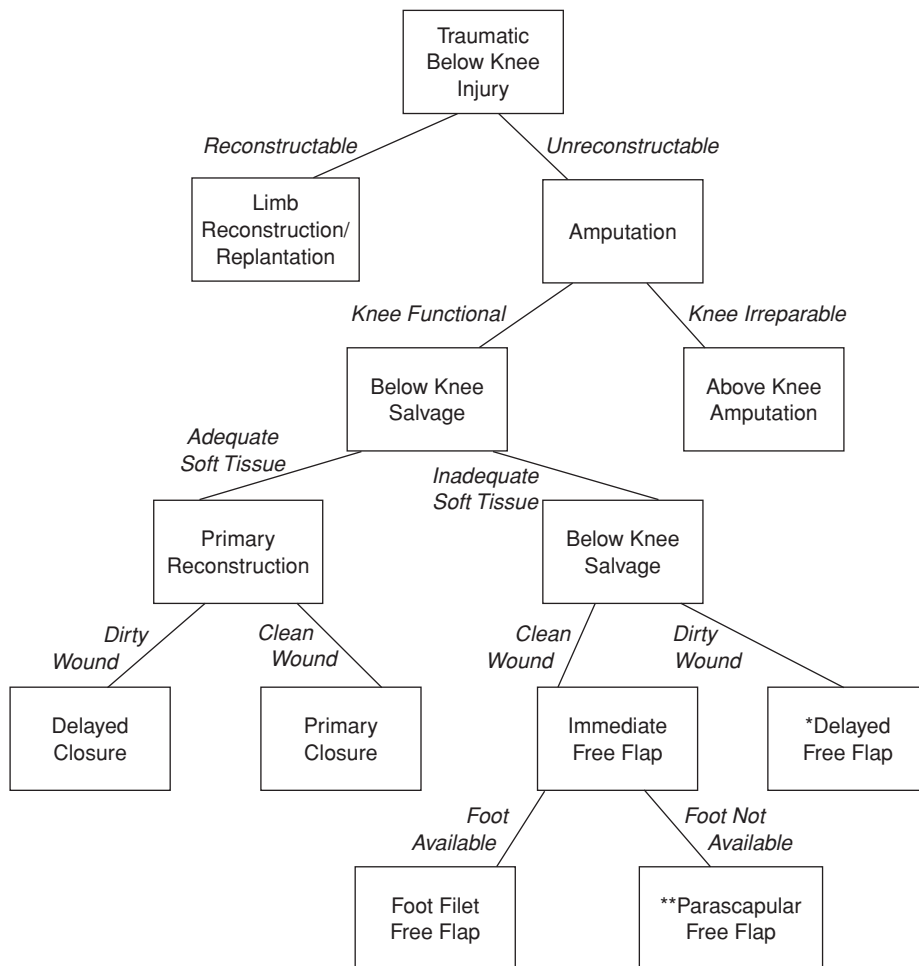 Traumatic
Below Knee
Injury
Reconstructable
Unreconstructable
Limb
Reconstruction/
Replantation
Amputation
Knee Functional
Knee Irreparable
Below Knee
Salvage
Above Knee
Amputation
Adequate
Soft Tissue
Inadequate
Soft Tissue
Primary
Reconstruction
Below Knee
Salvage
Dirty
Wound
Clean
Wound
Clean
Wound
Dirty
Wound
Delayed
Closure
Primary
Closure
Immediate
Free Flap
*Delayed
Free Flap
Foot
Available
Foot Not
Available
Foot Filet
Free Flap
**Parascapular
Free Flap